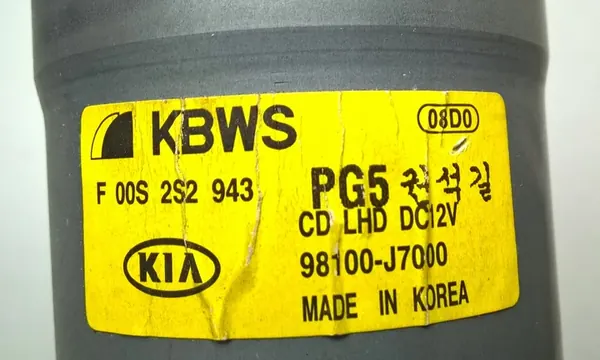 KBWS
08D0
F 00S 2S2 943
PG5 권석길
CD LHD DC12V
KIA
98100-J7000
MADE IN KOREA